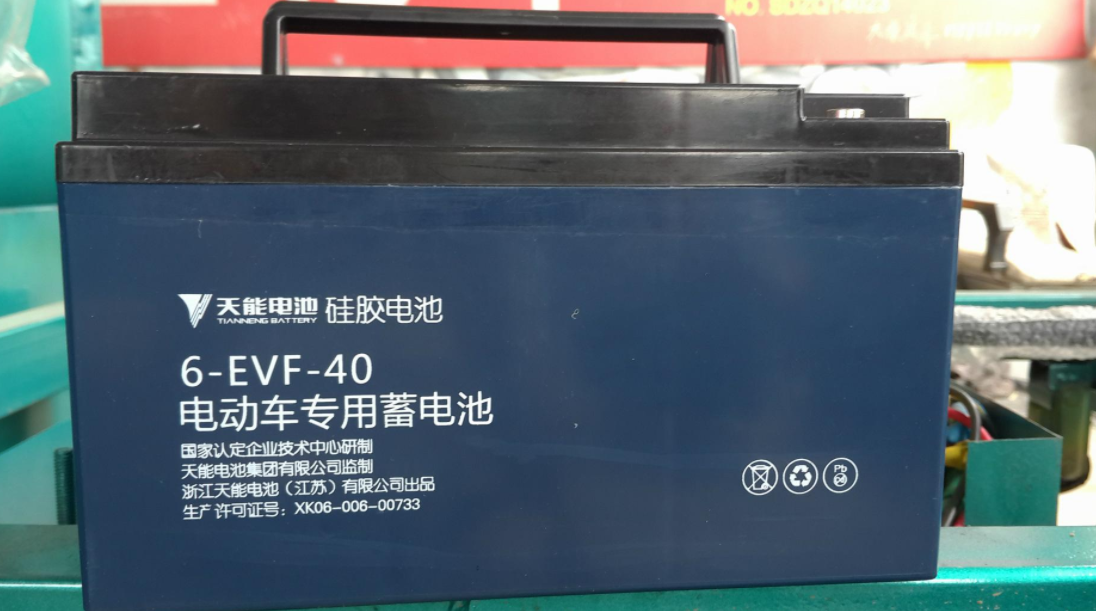 天能电池 硅胶电池
TIANNENG BATTERY
6-EVF-40
电动车专用蓄电池
国家认定企业技术中心研制
天能电池集团有限公司监制
浙江天能电池（江苏）有限公司出品
生产许可证号：XK06-006-00733
Pb